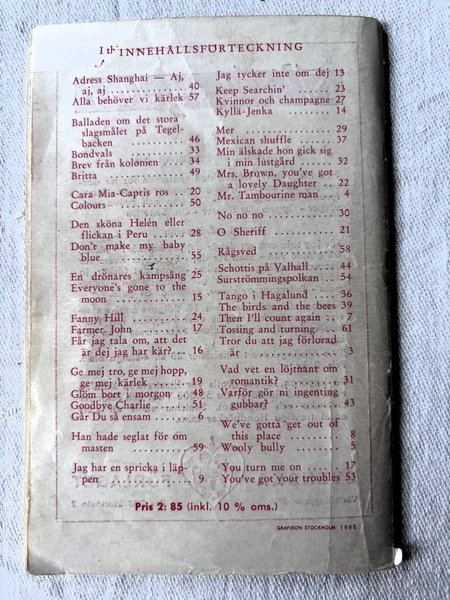 INNEHÅLLSFÖRTECKNING
Adress Shanghai — Aj,
aj, aj .............. 40
Alla behöver vi kärlek 57
Balladen om det stora
slagsmålet på Tegel-
backen .............. 46
Bondvals ............ 33
Brev från kolonien .. 34
Britta .............. 49
Cara Mia-Capris ros .. 20
Colours ............. 50
Den sköna Helén eller
flickan i Peru ....... 28
Don't make my baby
blue ................ 55
En drönares kampsång 25
Everyone's gone to the
moon ................ 15
Fanny Hill .......... 24
Farmer John ......... 17
Får jag tala om, att det
är dej jag har kär? ... 16
Ge mej tro, ge mej hopp,
ge mej kärlek ........ 19
Glöm bort i morgon .. 48
Goodbye Charlie ...... 51
Går Du så ensam .... 6
Han hade seglat för om
masten .............. 59
Jag har en spricka i läp-
pen ................. 9
Jag tycker inte om dej 13
Keep Searchin' ...... 23
Kvinnor och champagne 27
Kyllä-Jenka ......... 14
Mer ................. 29
Mexican shuffle ...... 37
Min älskade hon gick sig
i min lustgård ...... 32
Mrs. Brown, you've got
a lovely Daughter .. 22
Mr. Tambourine man .. 4
No no no ............ 30
O Sheriff ........... 21
Rågsved ............. 58
Schottis på Valhall .. 44
Surströmmingspolkan .. 54
Tango i Hagalund .... 36
The birds and the bees 39
Then I'll count again .. 7
Tossing and turning .. 61
Tror du att jag förlorad
är .................. 3
Vad vet en löjtnant om
romantik? ........... 31
Varför gör ni ingenting
gubbar? ............. 43
We've gotta get out of
this place ........... 8
Wooly bully ......... 5
You turn me on ...... 17
You've got your troubles 53
Pris 2: 85 (inkl. 10 % oms.)
GRAFIKON STOCKHOLM 1965